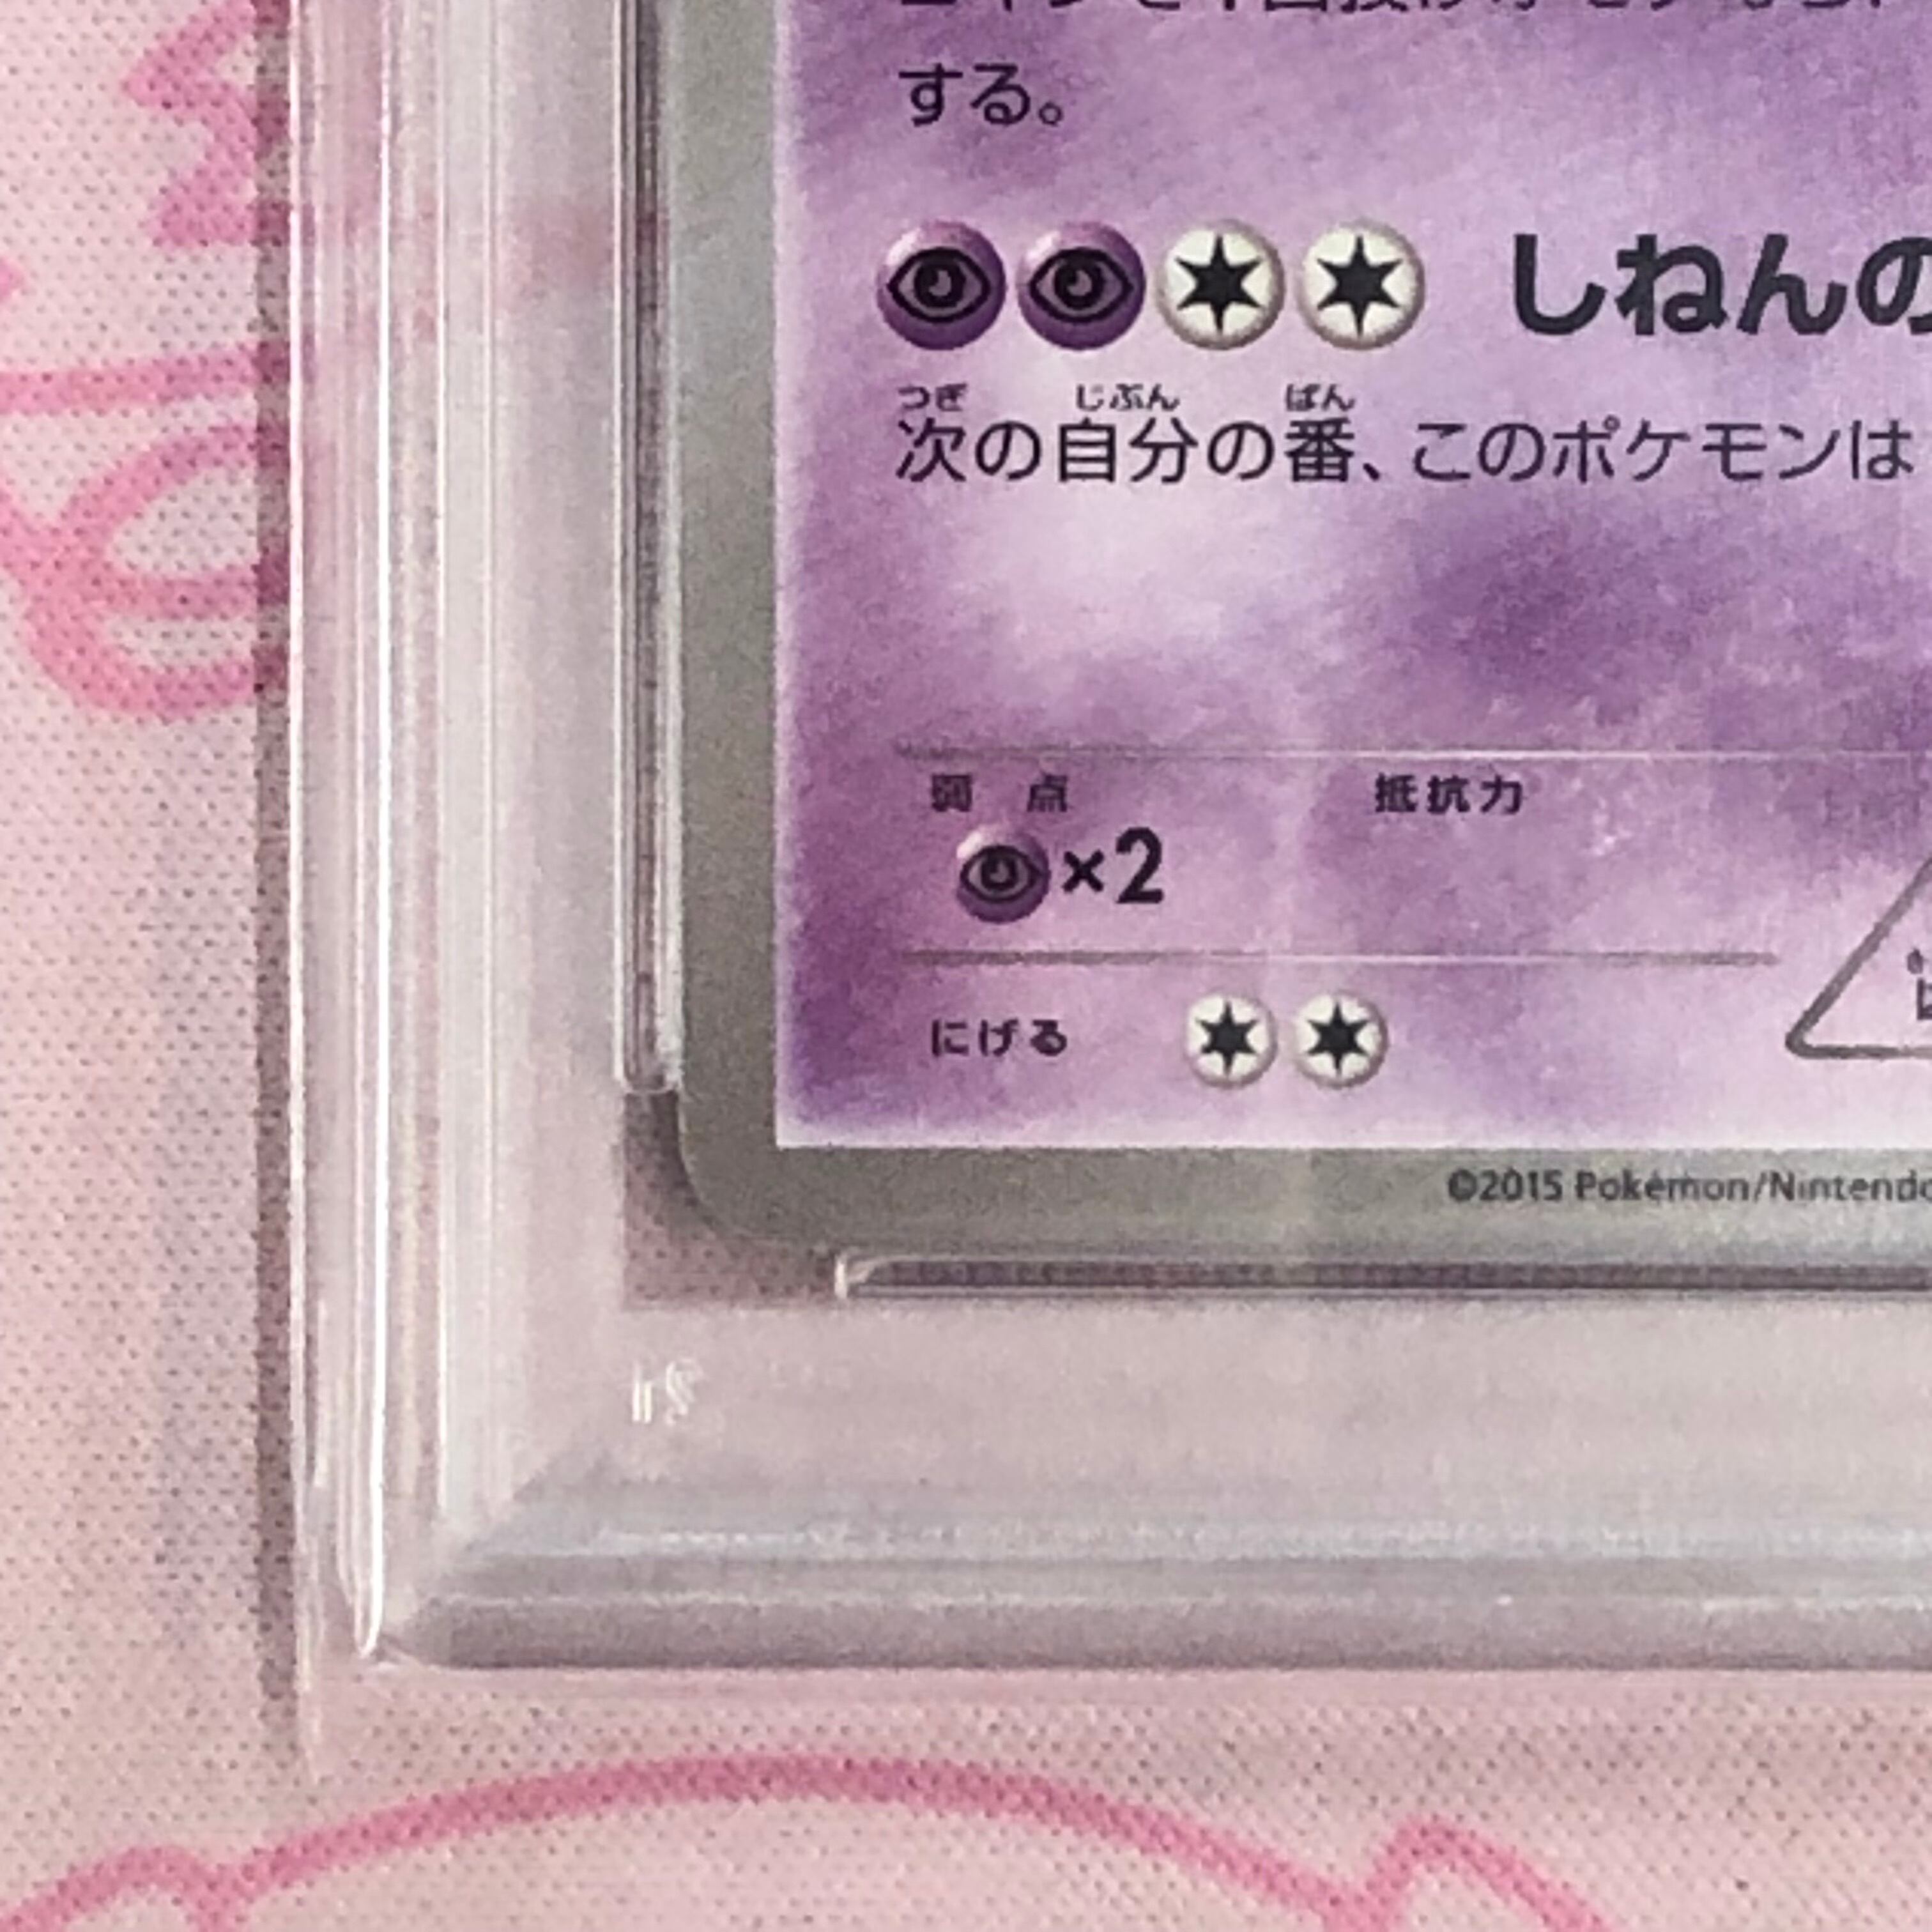 する。
しねんの
つぎ じぶん ばん
次の自分の番、このポケモンは
弱点 抵抗力
×2
にげる
©2015 Pokémon/Nintendo